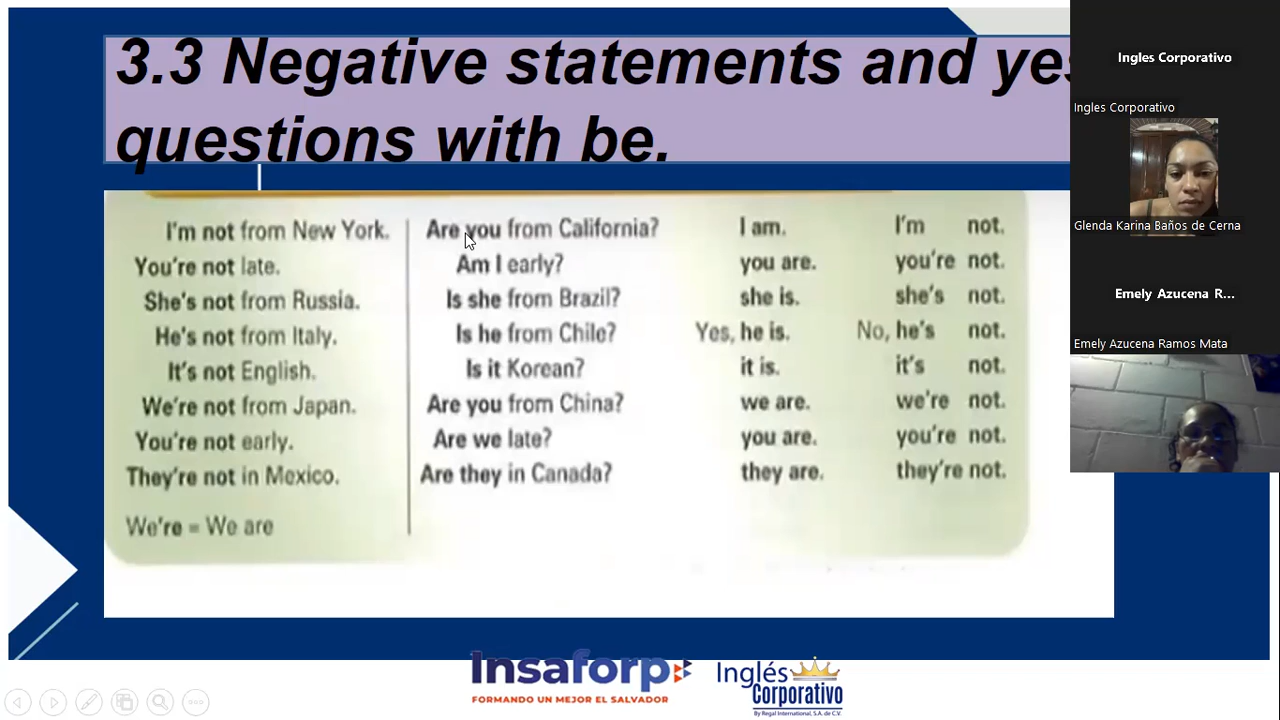 3.3 Negative statements and yes
questions with be.
I'm not from New York. Are you from California? I am. I'm not.
You're not late. Am I early? you are. you're not.
She's not from Russia. Is she from Brazil? she is. she's not.
He's not from Italy. Is he from Chile? Yes, he is. No, he's not.
It's not English. Is it Korean? it is. it's not.
We're not from Japan. Are you from China? we are. we're not.
You're not early. Are we late? you are. you're not.
They're not in Mexico. Are they in Canada? they are. they're not.
We're = We are
Ingles Corporativo
Ingles Corporativo
Glenda Karina Baños de Cerna
Emely Azucena R...
Emely Azucena Ramos Mata
Insaforp
FORMANDO UN MEJOR EL SALVADOR
Inglés
Corporativo
By Regal International, S.A. de C.V.